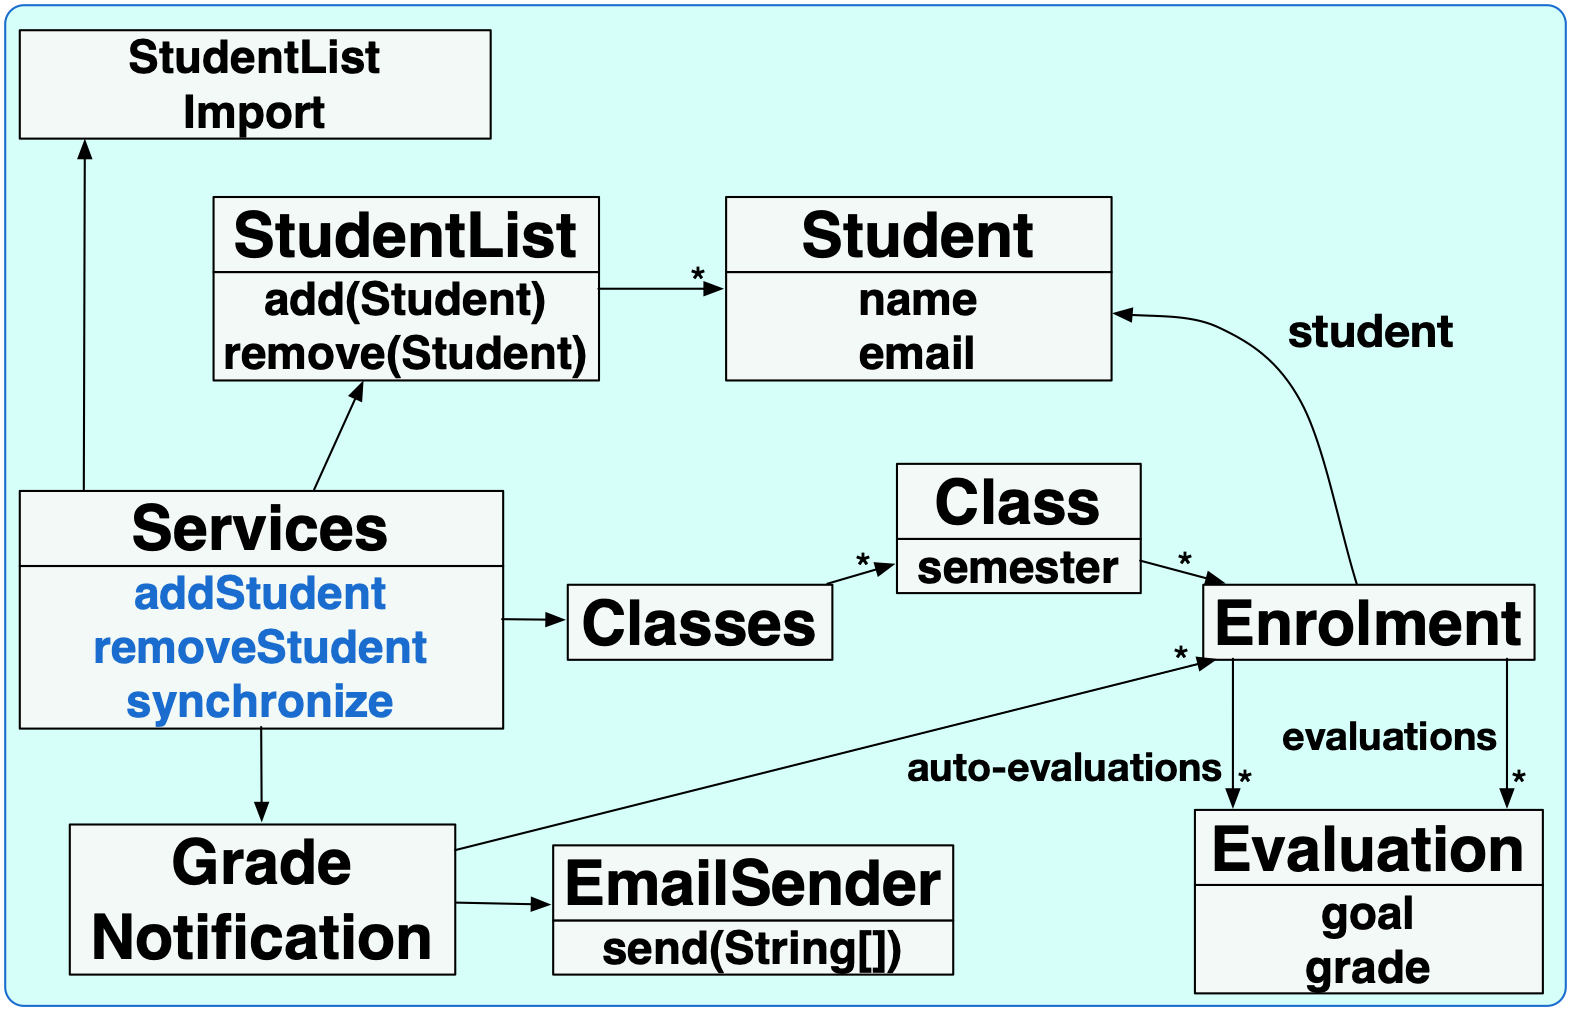 StudentList
Import
StudentList
add(Student)
remove(Student)
*
Student
name
email
student
Services
addStudent
removeStudent
synchronize
Classes
*
Class
semester
*
Enrolment
*
auto-evaluations
*
evaluations
*
Grade
Notification
EmailSender
send(String[])
Evaluation
goal
grade